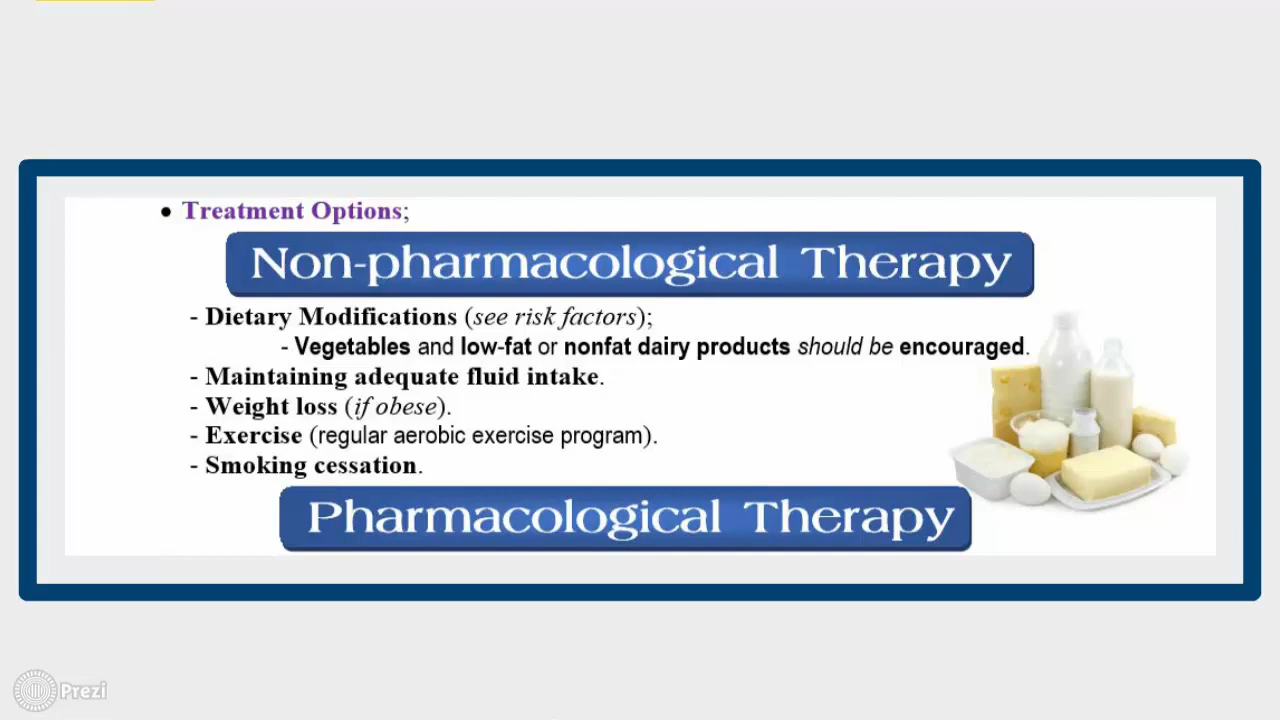 • Treatment Options;
Non-pharmacological Therapy
- Dietary Modifications (see risk factors);
- Vegetables and low-fat or nonfat dairy products should be encouraged.
- Maintaining adequate fluid intake.
- Weight loss (if obese).
- Exercise (regular aerobic exercise program).
- Smoking cessation.
Pharmacological Therapy
Prezi